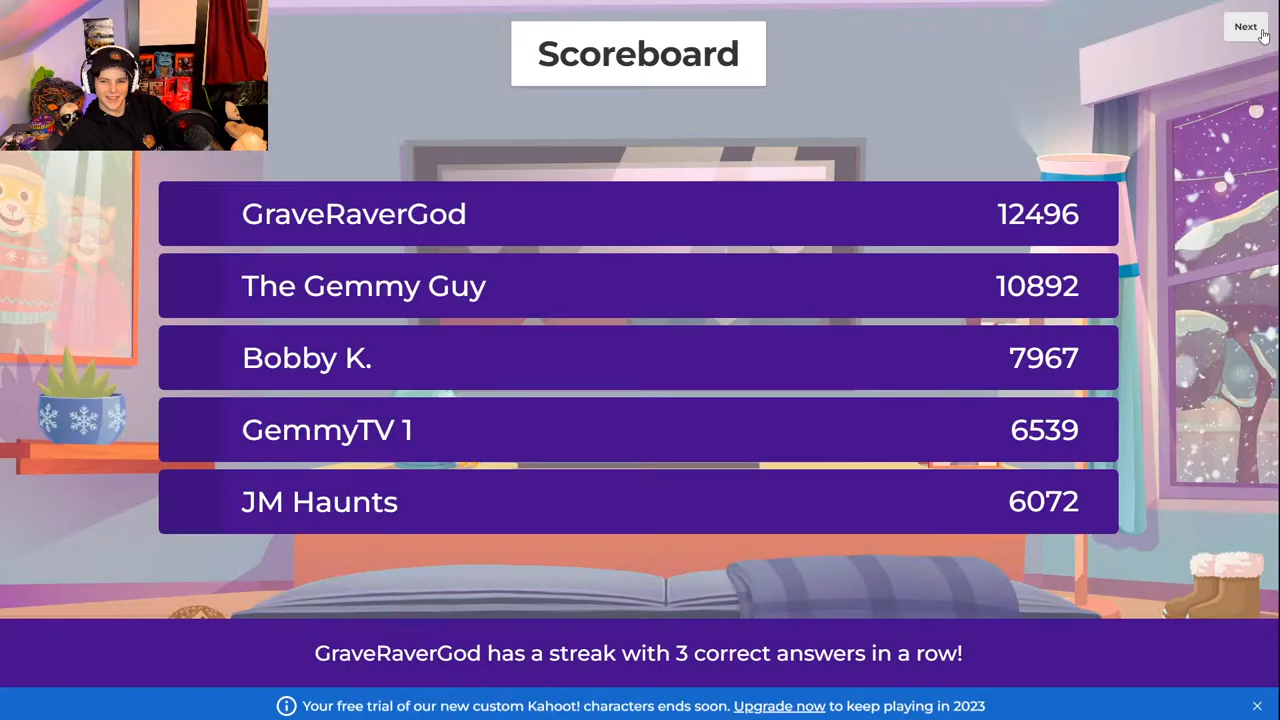 Next
Scoreboard
GraveRaverGod 12496
The Gemmy Guy 10892
Bobby K. 7967
GemmyTV 1 6539
JM Haunts 6072
GraveRaverGod has a streak with 3 correct answers in a row!
Your free trial of our new custom Kahoot! characters ends soon. Upgrade now to keep playing in 2023